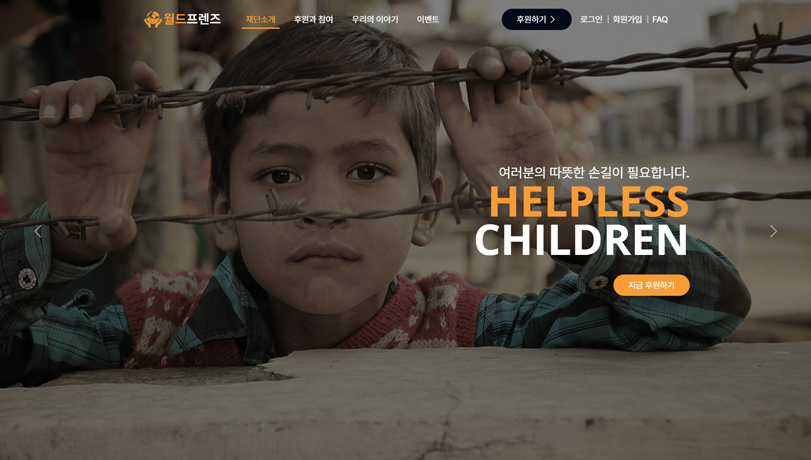 월드프렌즈
재단소개
후원과 참여
우리의 이야기
이벤트
후원하기
로그인 | 회원가입 | FAQ
여러분의 따뜻한 손길이 필요합니다.
HELPLESS
CHILDREN
지금 후원하기